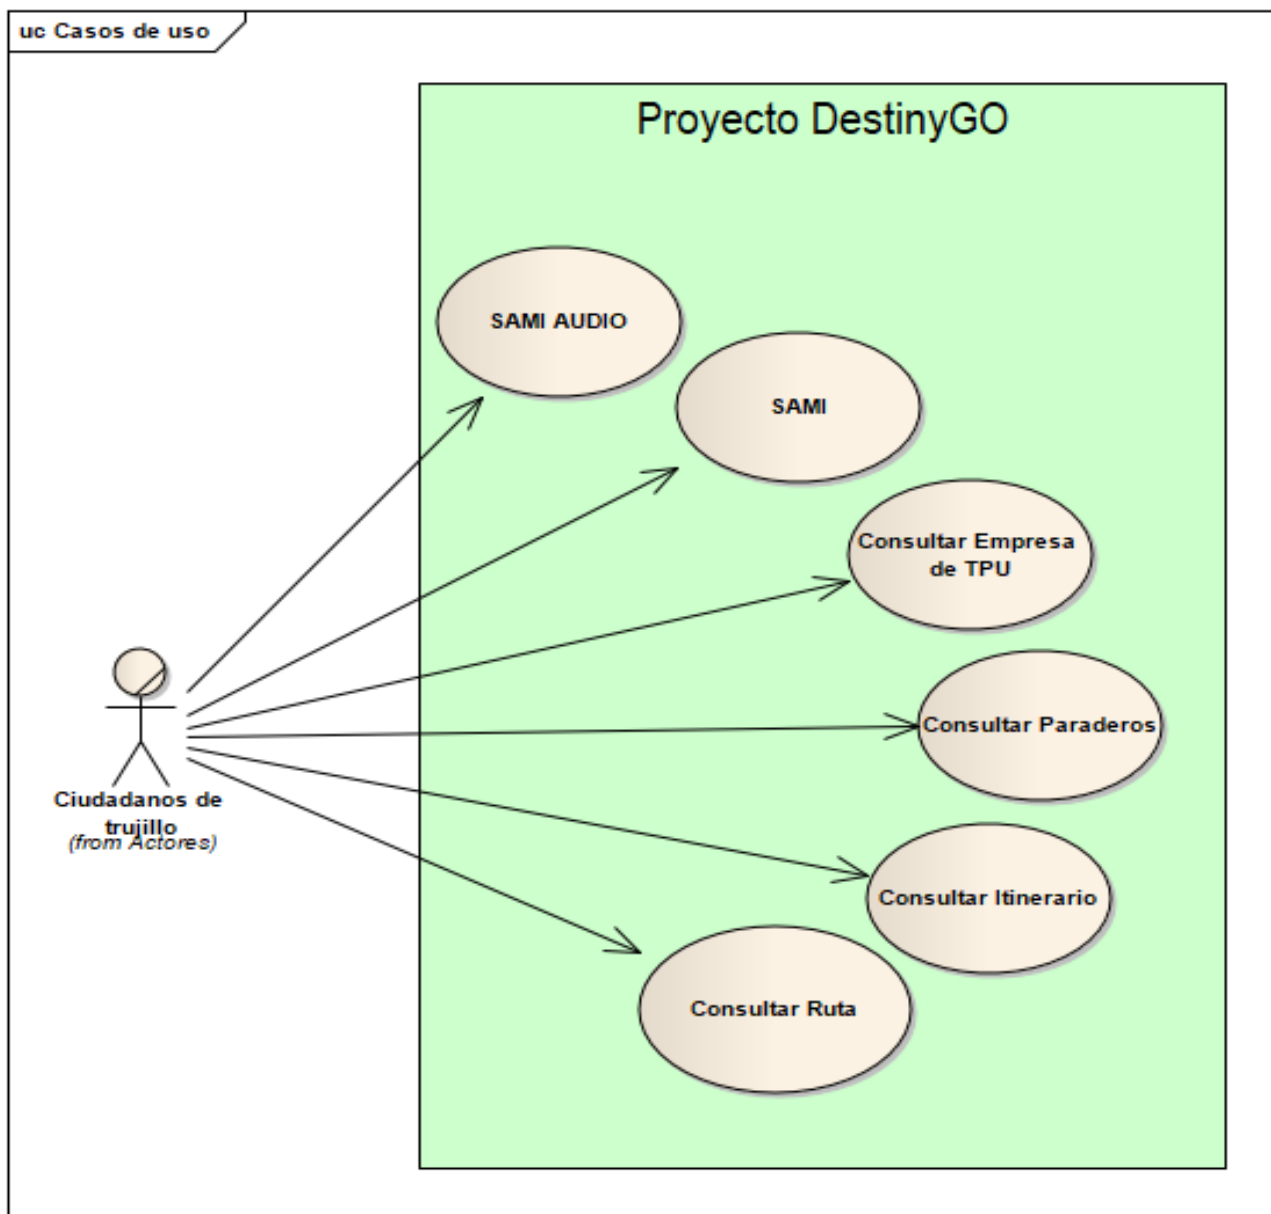 uc Casos de uso
Proyecto DestinyGO
SAMI AUDIO
SAMI
Consultar Empresa
de TPU
Consultar Paraderos
Ciudadanos de
trujillo
(from Actores)
Consultar Itinerario
Consultar Ruta